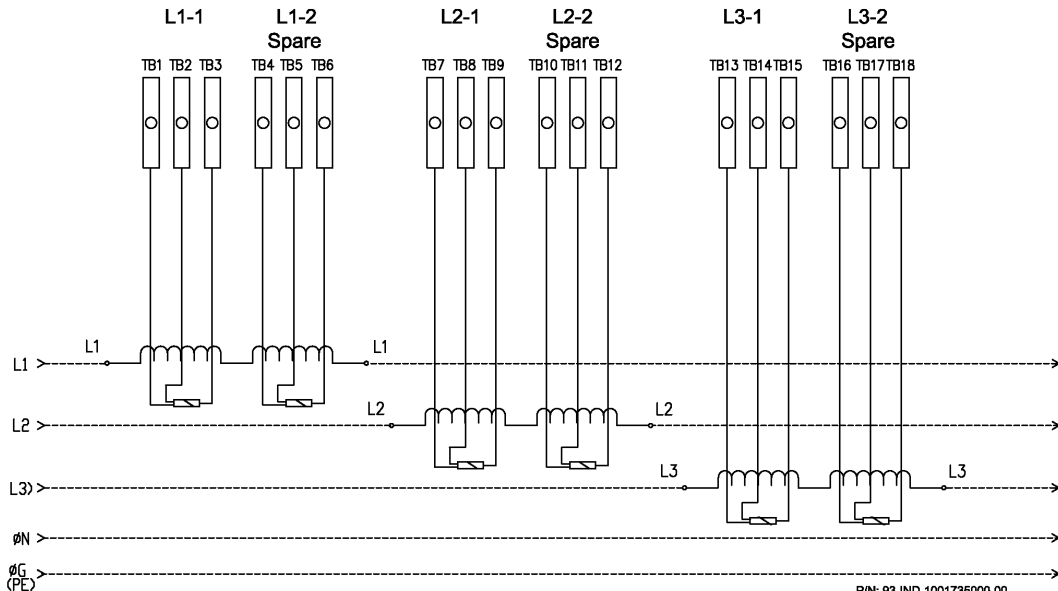 L1-1 L1-2 L2-1 L2-2 L3-1 L3-2
Spare Spare Spare
TB1 TB2 TB3 TB4 TB5 TB6 TB7 TB8 TB9 TB10 TB11 TB12 TB13 TB14 TB15 TB16 TB17 TB18
L1 L1
L1
L2 L2
L2
L3 L3
L3)
ØN
ØG
(PE)
P/N: 93 IND 1001735000 00